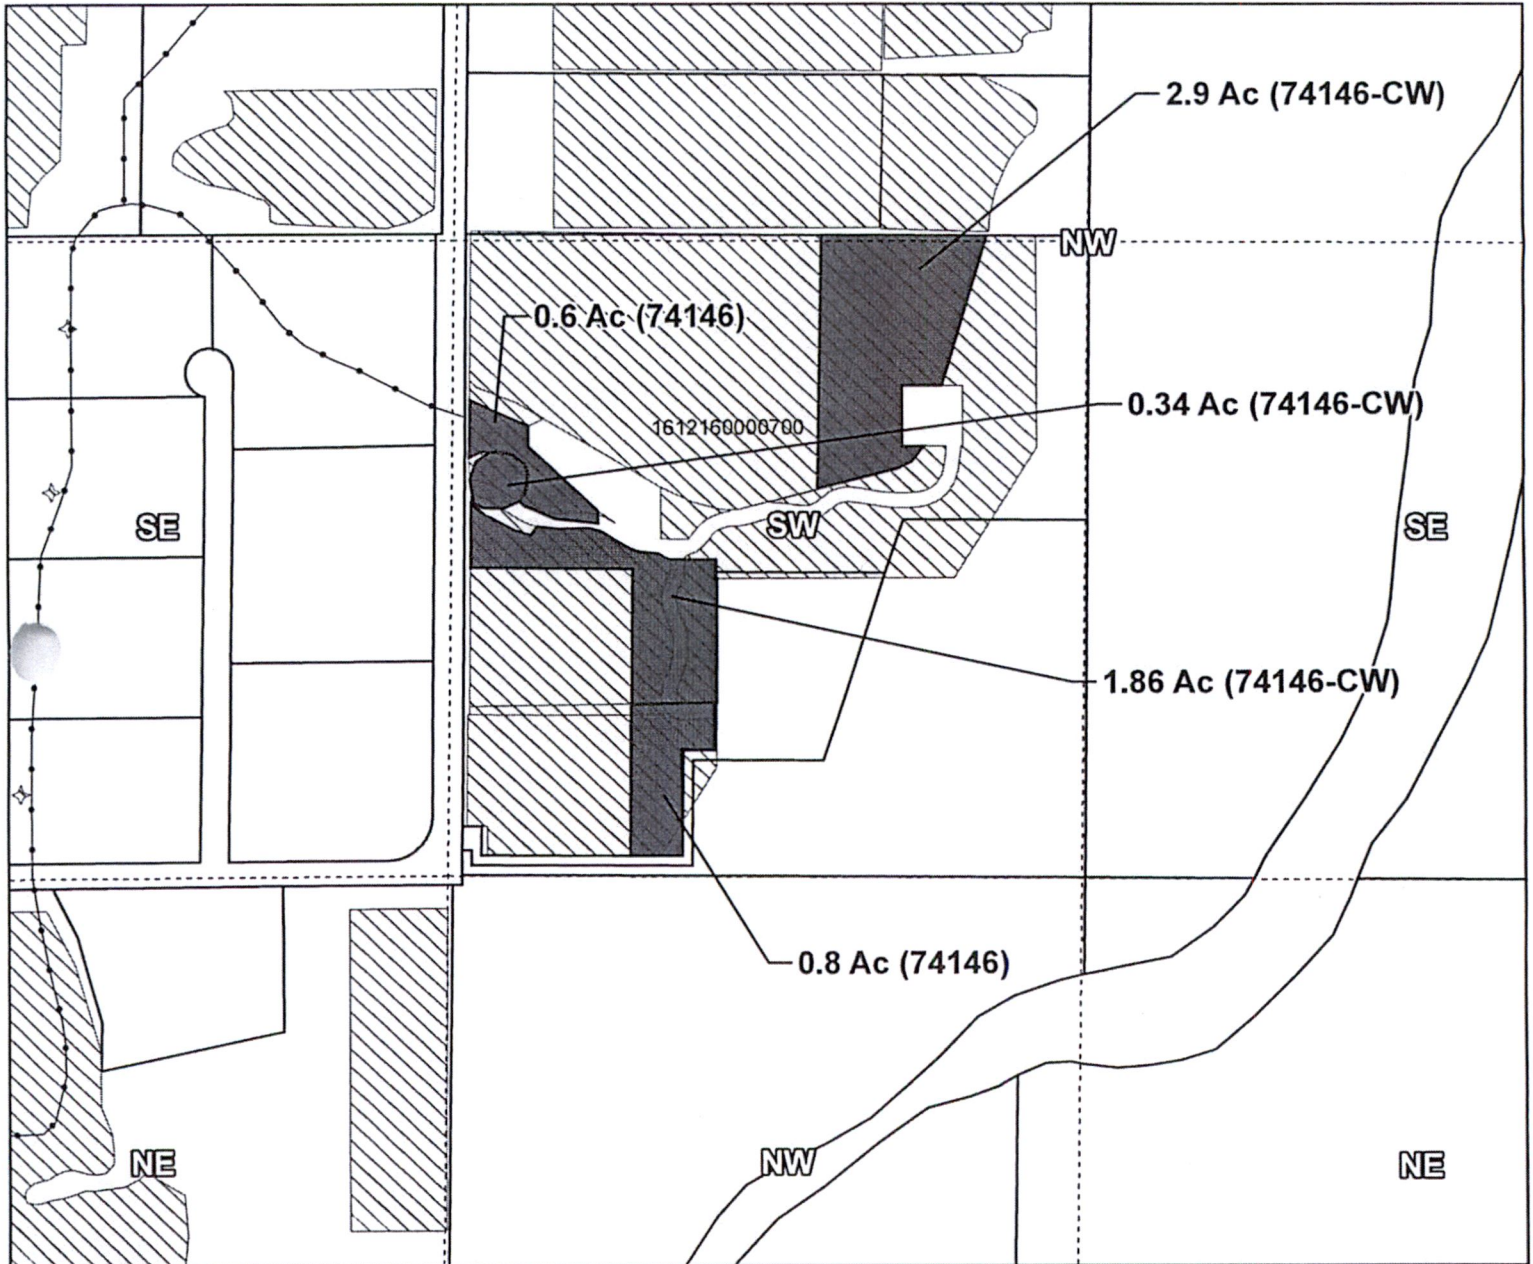 2.9 Ac (74146-CW)
NW
0.6 Ac (74146)
0.34 Ac (74146-CW)
1612160000700
SE
SW
SE
1.86 Ac (74146-CW)
0.8 Ac (74146)
NE
NW
NE